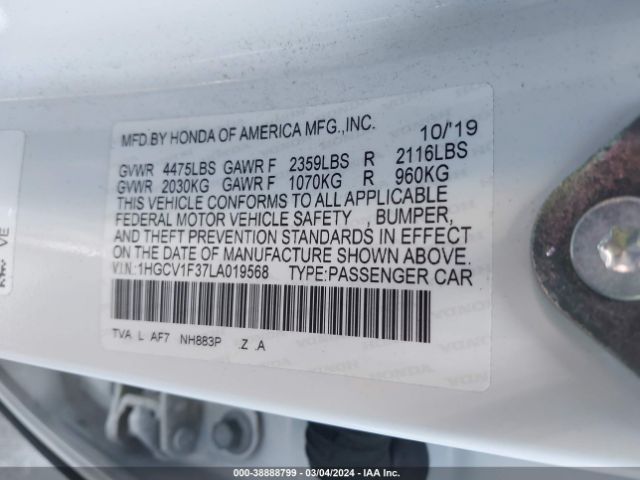 MFD.BY HONDA OF AMERICA MFG.,INC. 10/'19
GVWR 4475LBS GAWR F 2359LBS R 2116LBS
GVWR 2030KG GAWR F 1070KG R 960KG
THIS VEHICLE CONFORMS TO ALL APPLICABLE
FEDERAL MOTOR VEHICLE SAFETY , BUMPER,
AND THEFT PREVENTION STANDARDS IN EFFECT
ON THE DATE OF MANUFACTURE SHOWN ABOVE.
V.I.N.:1HGCV1F37LA019568 TYPE:PASSENGER CAR
TVA L AF7 NH883P .Z .A
HONDA
VE
000-38888799 - 03/04/2024 - IAA Inc.